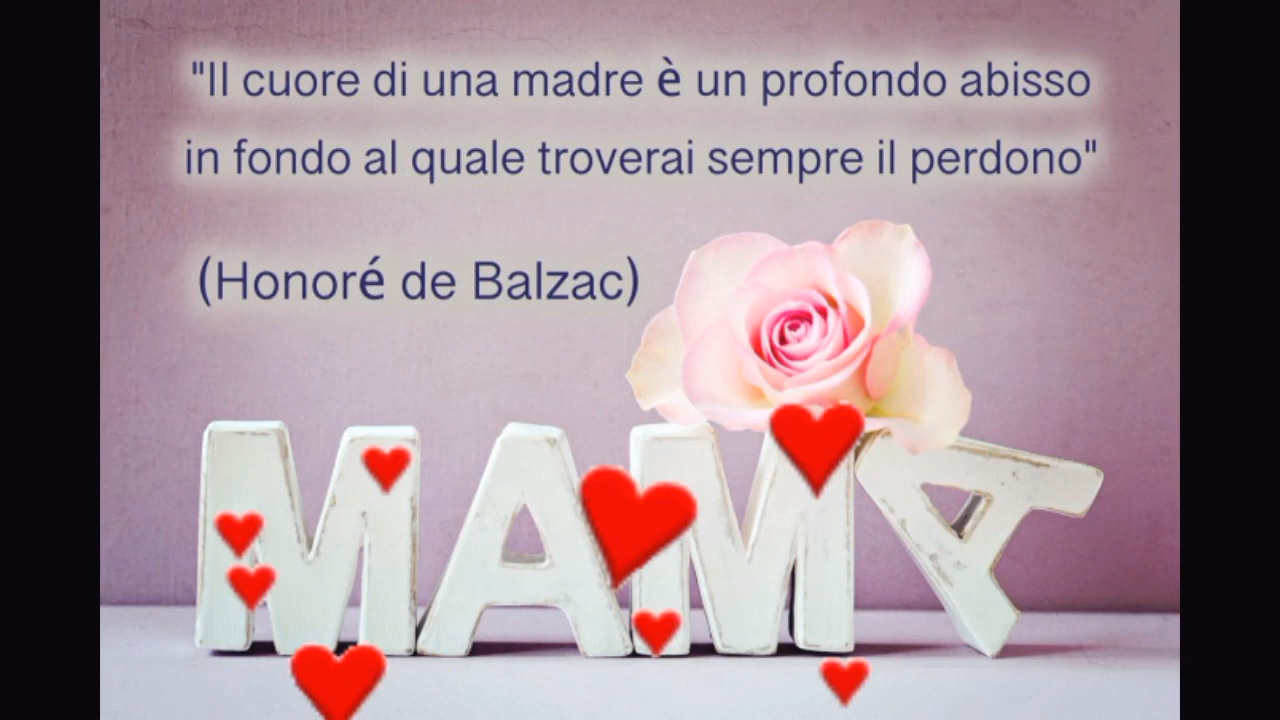 "Il cuore di una madre è un profondo abisso
in fondo al quale troverai sempre il perdono"
(Honoré de Balzac)
MAMA